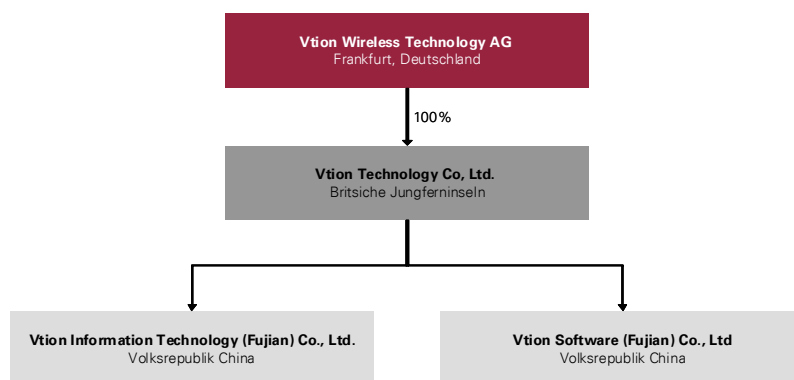 Vtion Wireless Technology AG
Frankfurt, Deutschland
100%
Vtion Technology Co, Ltd.
Britsiche Jungferninseln
Vtion Information Technology (Fujian) Co., Ltd.
Volksrepublik China
Vtion Software (Fujian) Co., Ltd
Volksrepublik China